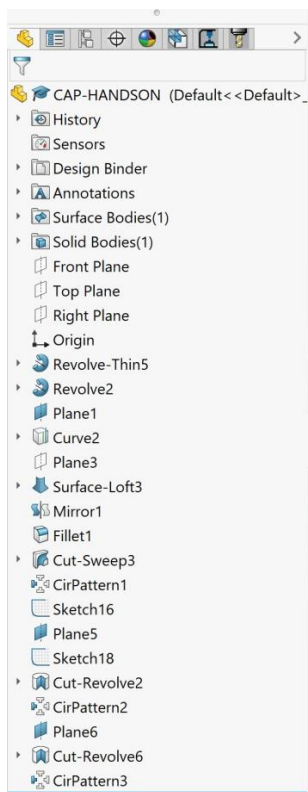 CAP-HANDSON (Default<<Default>_
History
Sensors
Design Binder
Annotations
Surface Bodies(1)
Solid Bodies(1)
Front Plane
Top Plane
Right Plane
Origin
Revolve-Thin5
Revolve2
Plane1
Curve2
Plane3
Surface-Loft3
Mirror1
Fillet1
Cut-Sweep3
CirPattern1
Sketch16
Plane5
Sketch18
Cut-Revolve2
CirPattern2
Plane6
Cut-Revolve6
CirPattern3